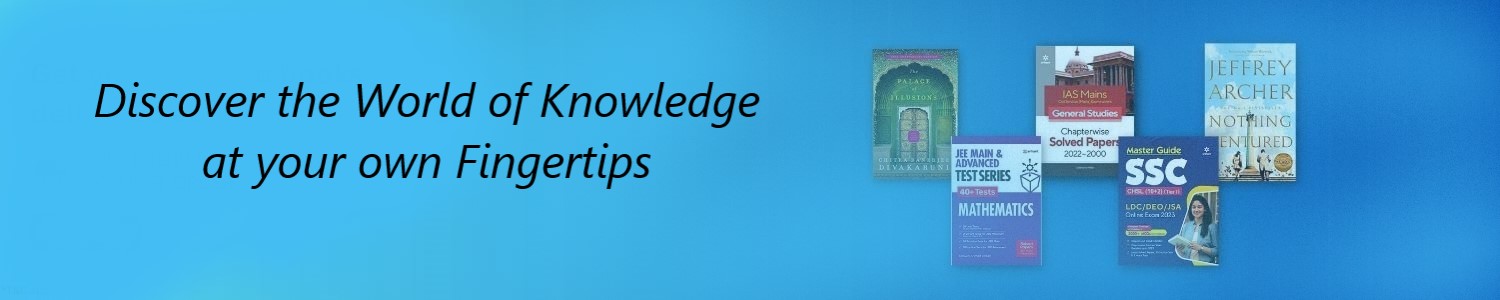 Discover the World of Knowledge
at your own Fingertips
The
PALACE
of
ILLUSIONS
CHITRA BANERJEE
DIVAKARUNI
JEE MAIN &
ADVANCED
TEST SERIES
40+ Tests
MATHEMATICS
IAS Mains
General Studies
Chapterwise
Solved Papers
2022-2000
Master Guide
SSC
CHSL (10+2) Tier I
LDC/DEO/JSA
Online Exam 2023
JEFFREY
ARCHER
NOTHING
ENTURED